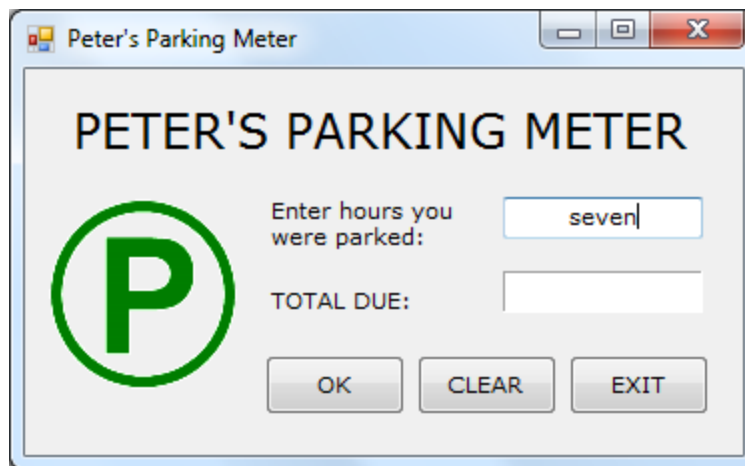 Peter's Parking Meter
PETER'S PARKING METER
P
Enter hours you
were parked:
seven
TOTAL DUE:
OK
CLEAR
EXIT